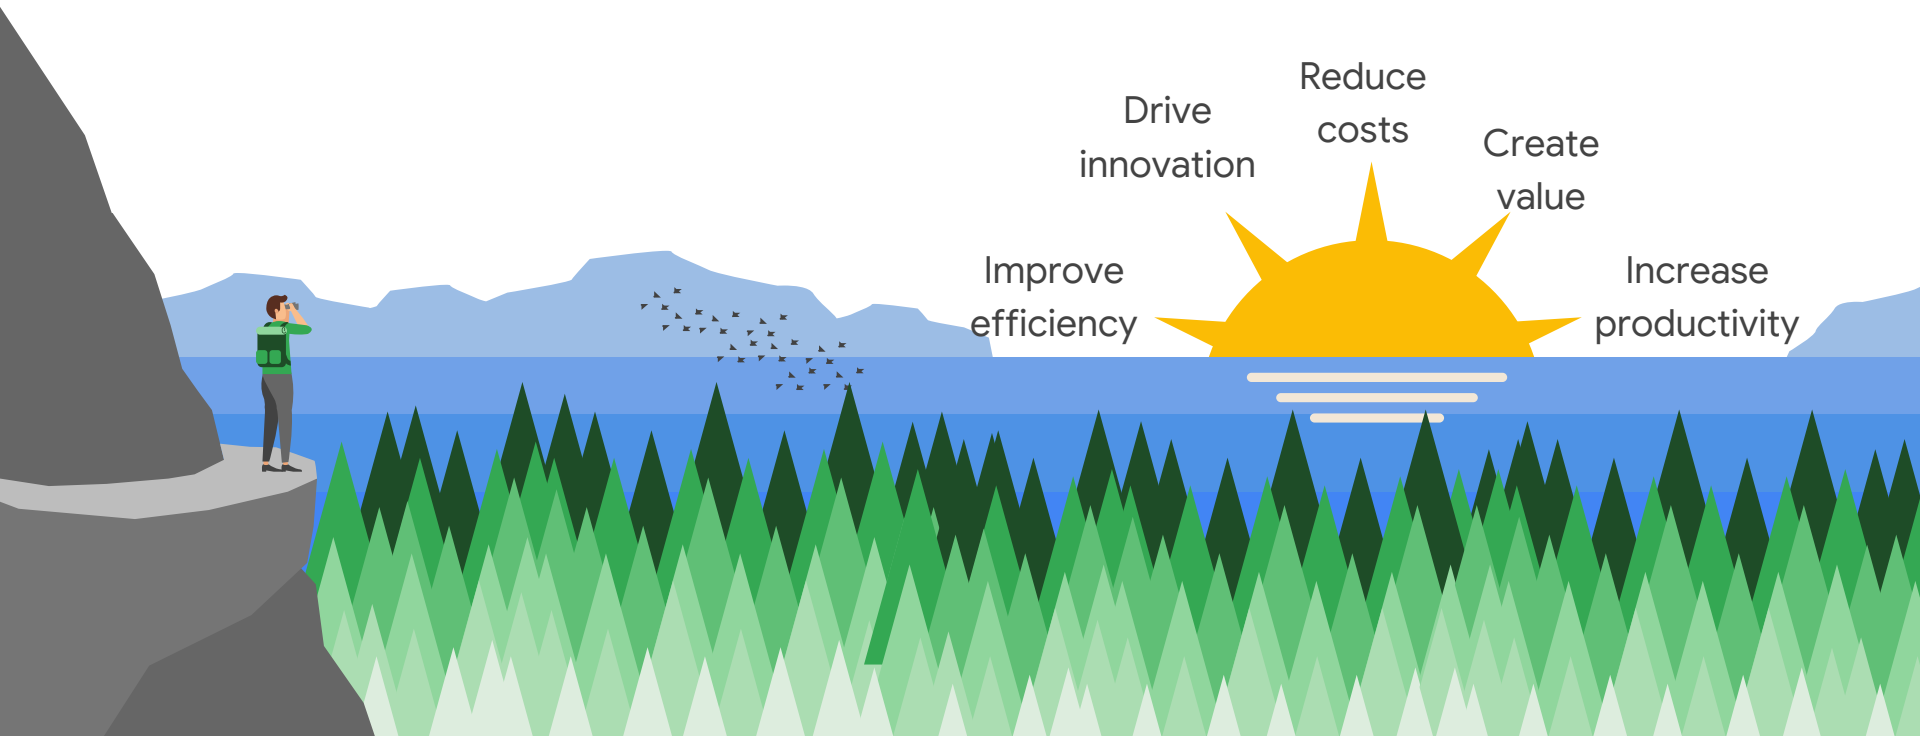 Improve
efficiency
Drive
innovation
Reduce
costs
Create
value
Increase
productivity